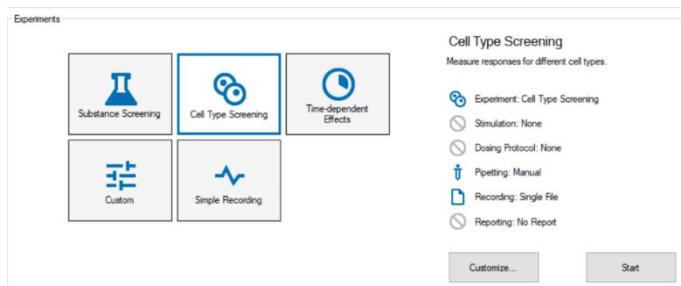 Experiments
Substance Screening
Cell Type Screening
Time-dependent
Effects
Custom
Simple Recording
Cell Type Screening
Measure responses for different cell types.
Experiment: Cell Type Screening
Stimulation: None
Dosing Protocol: None
Pipetting: Manual
Recording: Single File
Reporting: No Report
Customize...
Start